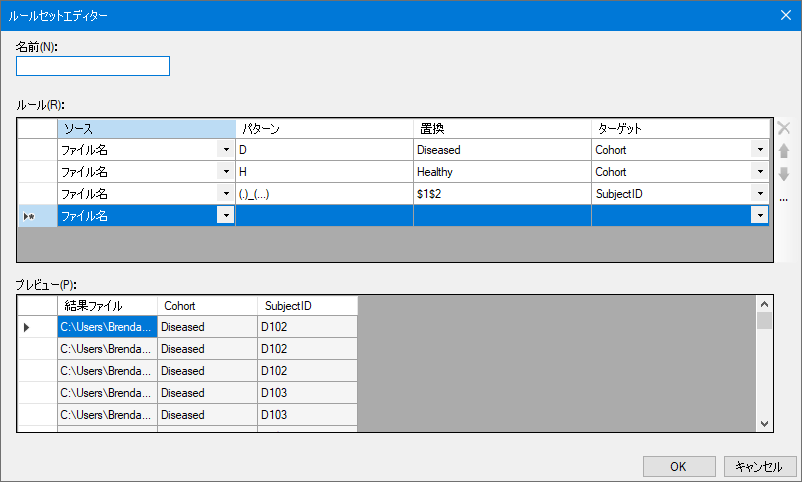 ルールセットエディター
名前(N):
ルール(R):
ソース パターン 置換 ターゲット
ファイル名 D Diseased Cohort
ファイル名 H Healthy Cohort
ファイル名 (.)_(...) $1$2 SubjectID
ファイル名
...
プレビュー(P):
結果ファイル Cohort SubjectID
C:\Users\Brenda... Diseased D102
C:\Users\Brenda... Diseased D102
C:\Users\Brenda... Diseased D102
C:\Users\Brenda... Diseased D103
C:\Users\Brenda... Diseased D103
OK キャンセル